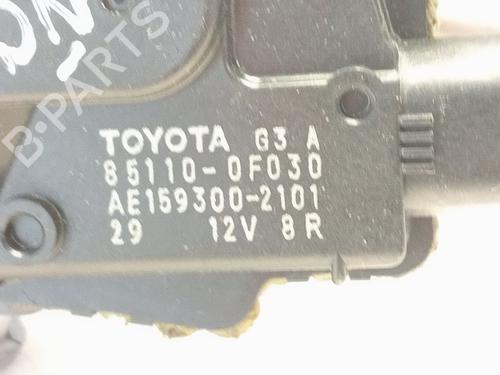 B-PARTS
TOYOTA G3 A
85110-0F030
AE159300-2101
29 12V 8R